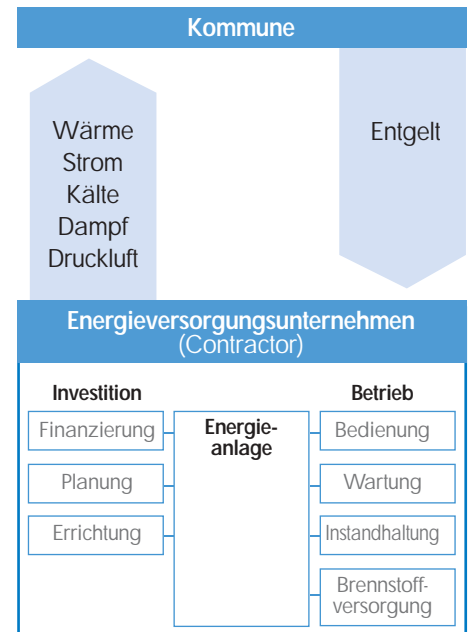 Kommune
Wärme
Strom
Kälte
Dampf
Druckluft
Entgelt
Energieversorgungsunternehmen
(Contractor)
Investition
Finanzierung
Planung
Errichtung
Energie-
anlage
Betrieb
Bedienung
Wartung
Instandhaltung
Brennstoff-
versorgung